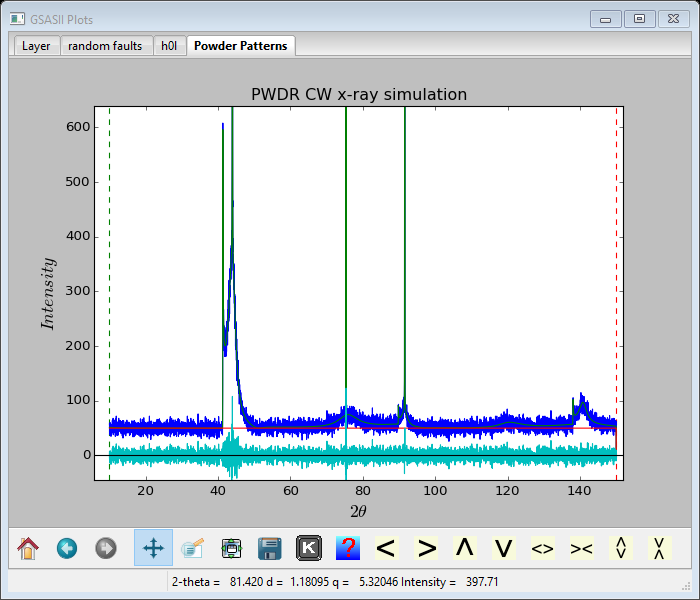 GSASII Plots
Layer random faults h0l Powder Patterns
PWDR CW x-ray simulation
600
500
400
300
200
100
0
Intensity
20 40 60 80 100 120 140
2θ
K ? < > Λ V <> ><
2-theta = 81.420 d = 1.18095 q = 5.32046 Intensity = 397.71